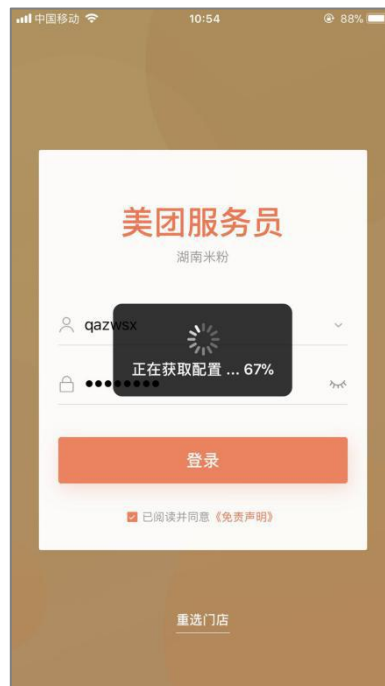 中国移动 10:54 88%
美团服务员
湖南米粉
qazwsx
正在获取配置 ... 67%
登录
已阅读并同意《免责声明》
重选门店